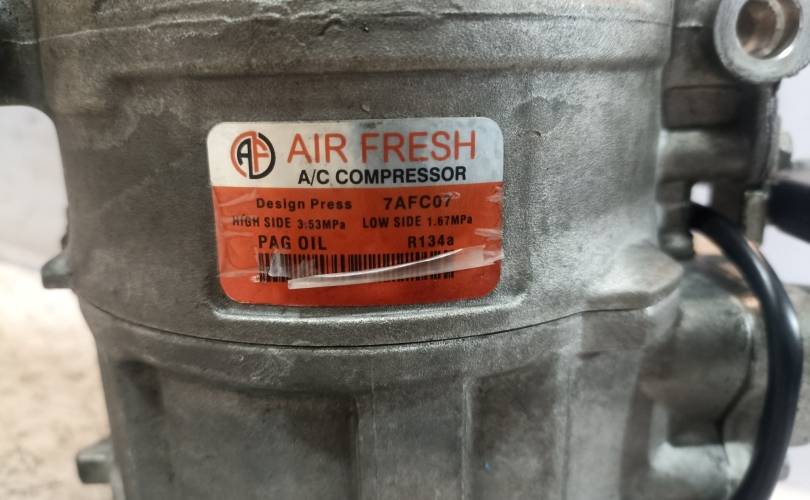 AF AIR FRESH
A/C COMPRESSOR
Design Press 7AFC07
HIGH SIDE 3.53MPa LOW SIDE 1.67MPa
PAG OIL R134a